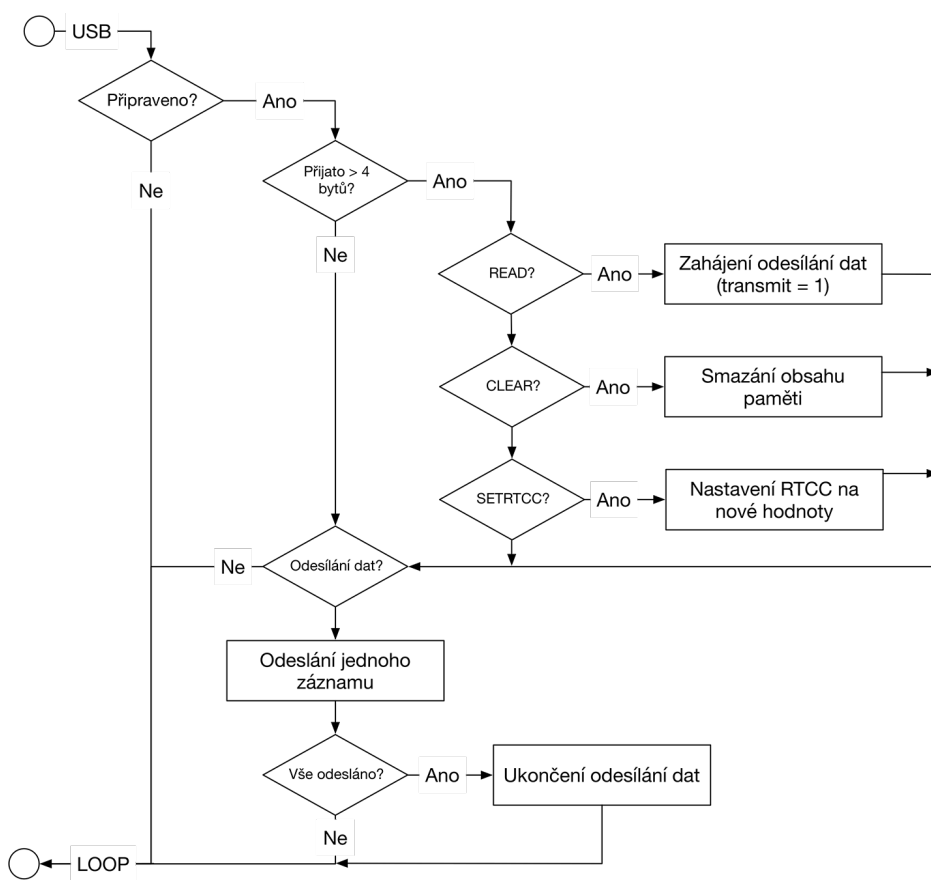 USB
Připraveno?
Ano
Ne
Přijato > 4
bytů?
Ano
Ne
READ?
Ano
Zahájení odesílání dat
(transmit = 1)
CLEAR?
Ano
Smazání obsahu
paměti
SETRTCC?
Ano
Nastavení RTCC na
nové hodnoty
Odesílání dat?
Ne
Odeslání jednoho
záznamu
Vše odesláno?
Ano
Ukončení odesílání dat
Ne
LOOP